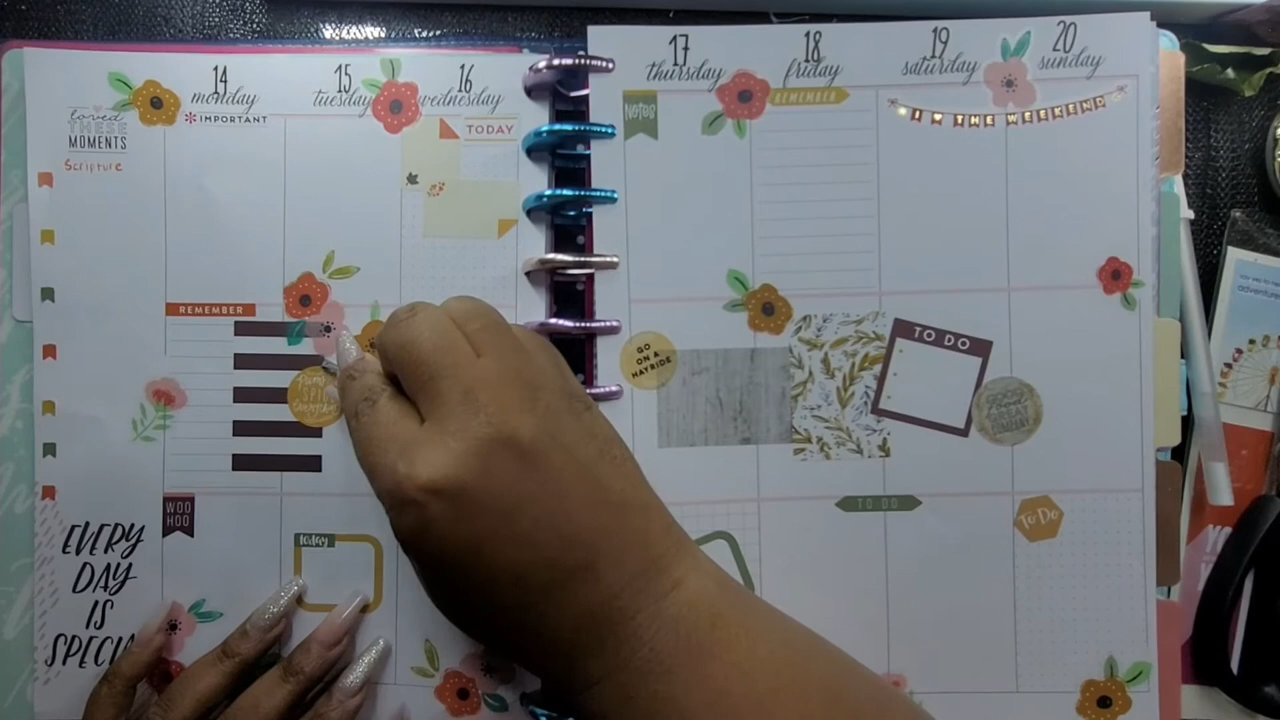 14
monday
15
tuesday
16
wednesday
17
thursday
18
friday
19
saturday
20
sunday
loved
THESE
MOMENTS
Scripture
IMPORTANT
TODAY
Notes
REMEMBER
I THE WEEKEND
REMEMBER
GO
ON A
HAYRIDE
TO DO
GOOD
COMPANY
WOO
HOO
today
TO DO
To Do
EVERY
DAY
IS